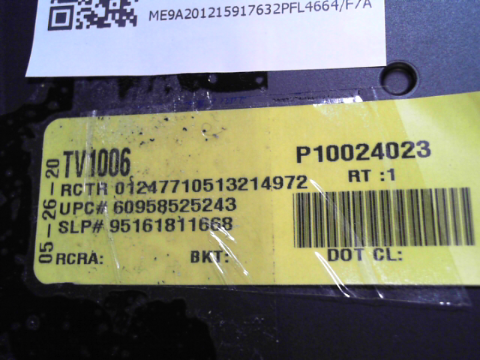 ME9A201215917632PFL4664/F7A
05-26-20
TV1006
P10024023
RCTR 01247710513214972
RT :1
UPC# 60958525243
SLP# 95161811668
RCRA:
BKT:
DOT CL: